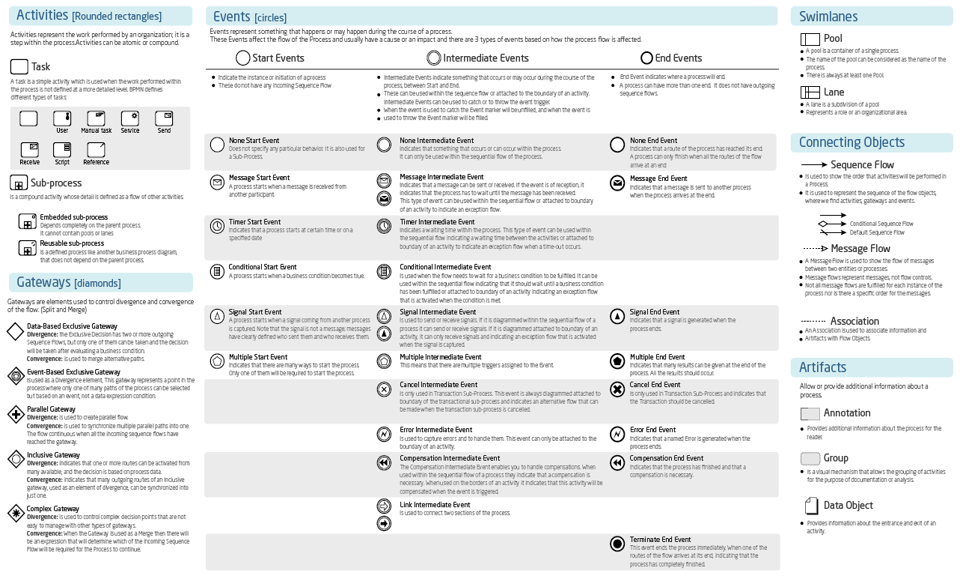 Activities [Rounded rectangles]
Activities represent the work performed by an organization; it is a
step within the process.Activities can be atomic or compound.
Task
A task is a simple activity which is used when the work performed within
the process is not defined at a more detailed level. BPMN defines
different types of tasks
User
Manual task
Service
Send
Receive
Script
Reference
Sub-process
Is a compound activity whose detail is defined as a flow of other activities.
Embedded sub-process
Depends completely on the parent process.
It cannot contain pools or lanes
Reusable sub-process
Is a defined process like another business process diagram,
that does not depend on the parent process.
Gateways [diamonds]
Gateways are elements used to control divergence and convergence
of the flow. (Split and Merge)
Data-Based Exclusive Gateway
Divergence: the Exclusive Decision has two or more outgoing
Sequence Flows, but only one of them can be taken and the decision
will be taken after evaluating a business condition.
Convergence: is used to merge alternative paths.
Event-Based Exclusive Gateway
Is used as a Divergence element. This gateway represents a point in the
process where only one of many paths of the process can be selected
but based on an event, not a data expression condition.
Parallel Gateway
Divergence: is used to create parallel flow.
Convergence: is used to synchronize multiple parallel paths into one.
The flow continues when all the incoming sequence flows have
reached the gateway.
Inclusive Gateway
Divergence: indicates that one or more routes can be activated from
many available, and the decision is based on process data.
Convergence: indicates that many outgoing routes of an Inclusive
gateway, used as an element of divergence, can be synchronized into
just one.
Complex Gateway
Divergence: is used to control complex decision points that are not
easy to manage with other types of gateways.
Convergence: when the Gateway is used as a Merge then there will
be an expression that will determine which of the incoming Sequence
Flow will be required for the Process to continue.
Events [circles]
Events represent something that happens or may happen during the course of a process.
These Events affect the flow of the Process and usually have a cause or an impact and there are 3 types of events based on how the process flow is affected.
Start Events
Indicate the instance or initiation of a process
These do not have any Incoming Sequence Flow
None Start Event
Does not specify any particular behavior. It is also used for
a Sub-Process.
Message Start Event
A process starts when a message is received from
another participant.
Timer Start Event
Indicates that a process starts at certain time or on a
specified date
Conditional Start Event
A process starts when a business condition becomes true.
Signal Start Event
A process starts when a signal coming from another process
is captured. Note that the signal is not a message; messages
have clearly defined who sent them and who receives them
Multiple Start Event
Indicates that there are many ways to start the process.
Only one of them will be required to start the process.
Intermediate Events
Intermediate Events indicate something that occurs or may occur during the course of the
process, between Start and End.
These can be used within the sequence flow or attached to the boundary of an activity.
Intermediate Events can be used to catch or to throw the event trigger
when the event is used to catch the Event marker will be unfilled, and when the event is
used to throw the Event marker will be filled.
None Intermediate Event
Indicates that something that occurs or can occur within the process
It can only be used within the sequential flow of the process.
Message Intermediate Event
Indicates that a message can be sent or received. If the event is of reception, it
indicates that the process has to wait until the message has been received.
This type of event can be used within the sequential flow or attached to boundary
of an activity to indicate an exception flow.
Timer Intermediate Event
Indicates a waiting time within the process. This type of event can be used within
the sequential flow indicating a waiting time between the activities or attached to
boundary of an activity to indicate an exception flow when a time-out occurs.
Conditional Intermediate Event
Is used when the flow needs to wait for a business condition to be fulfilled. It can be
used within the sequential flow indicating that it should wait until a business condition
has been fulfilled or attached to boundary of an activity indicating an exception flow
that is activated when the condition is met.
Signal Intermediate Event
Is used to send or receive signals. If it is diagrammed within the sequential flow of a
process it can send or receive signals. If it is diagrammed attached to boundary of an
activity, it can only receive signals and indicating an exception flow that is activated
when the signal is captured.
Multiple Intermediate Event
This means that there are multiple triggers assigned to the Event.
Cancel Intermediate Event
Is only used in Transaction Sub-Process. This event is always diagrammed attached to
boundary of the transactional sub-process and indicates an alternative flow that can
be made when the transaction sub-process is cancelled.
Error Intermediate Event
Is used to capture errors and to handle them. This event can only be attached to the
boundary of an activity.
Compensation Intermediate Event
The Compensation Intermediate Event enables you to handle compensations. When
used within the sequential flow of a process they indicate that a compensation is
necessary. When used on the borders of an activity it indicates that this activity will be
compensated when the event is triggered
Link Intermediate Event
Is used to connect two sections of the process.
End Events
End Event indicates where a process will end.
A process can have more than one end. It does not have outgoing
sequence flows.
None End Event
Indicates that a route of the process has reached its end.
A process can only finish when all the routes of the flow
arrive at an end
Message End Event
Indicates that a message is sent to another process
when the process arrives at the end.
Signal End Event
Indicates that a signal is generated when the
process ends.
Multiple End Event
Indicates that many results can be given at the end of the
process. All the results should occur.
Cancel End Event
Is only used in Transaction Sub-Process and indicates that
the Transaction should be cancelled.
Error End Event
Indicates that a named Error is generated when the
process ends.
Compensation End Event
Indicates that the process has finished and that a
compensation is necessary.
Terminate End Event
This event ends the process immediately. When one of the
routes of the flow arrives at its end, indicating that the
process has completely finished.
Swimlanes
Pool
A pool is a container of a single process.
The name of the pool can be considered as the name of the
process.
There is always at least one Pool.
Lane
A lane is a subdivision of a pool
Represents a role or an organizational area.
Connecting Objects
Sequence Flow
Is used to show the order that activities will be performed in
a Process.
It is used to represent the sequence of the flow objects,
where we find activities, gateways and events.
Conditional Sequence Flow
Default Sequence Flow
Message Flow
A Message Flow is used to show the flow of messages
between two entities or processes.
Message flows represent messages, not flow controls.
Not all message flows are fulfilled for each instance of the
process nor is there a specific order for the messages.
Association
An Association is used to associate information and
Artifacts with Flow Objects
Artifacts
Allow or provide additional information about a
process.
Annotation
Provides additional information about the process for the
reader
Group
Is a visual mechanism that allows the grouping of activities
for the purpose of documentation or analysis.
Data Object
Provides information about the entrance and exit of an
activity.